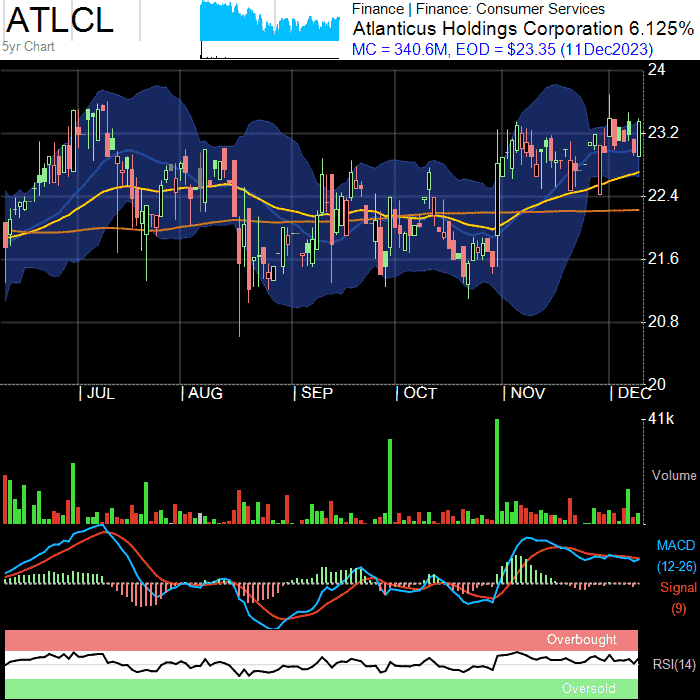 ATLCL
5yr Chart
Finance | Finance: Consumer Services
Atlanticus Holdings Corporation 6.125%
MC = 340.6M, EOD = $23.35 (11Dec2023)
24
23.2
22.4
21.6
20.8
20
| JUL | AUG | SEP | OCT | NOV | DEC
41k
Volume
MACD
(12-26)
Signal
(9)
Overbought
RSI(14)
Oversold